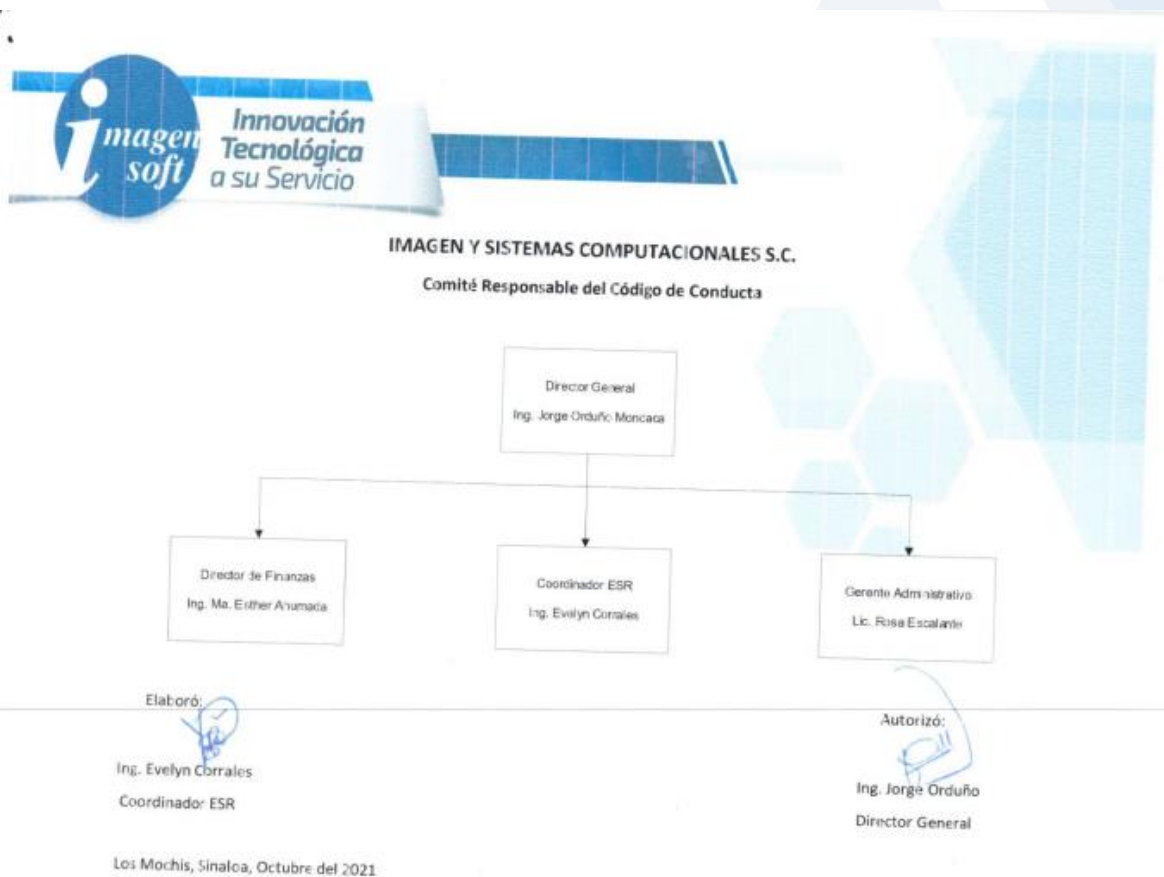 imagen
soft
Innovación
Tecnológica
a su Servicio
IMAGEN Y SISTEMAS COMPUTACIONALES S.C.
Comité Responsable del Código de Conducta
Director General
Ing. Jorge Orduño Moncaca
Director de Finanzas
Ing. Ma. Esther Ahumada
Coordinador ESR
Ing. Evelyn Corrales
Gerente Administrativo
Lic. Rosa Escalante
Elaboró:
Ing. Evelyn Corrales
Coordinador ESR
Autorizó:
Ing. Jorge Orduño
Director General
Los Mochis, Sinaloa, Octubre del 2021